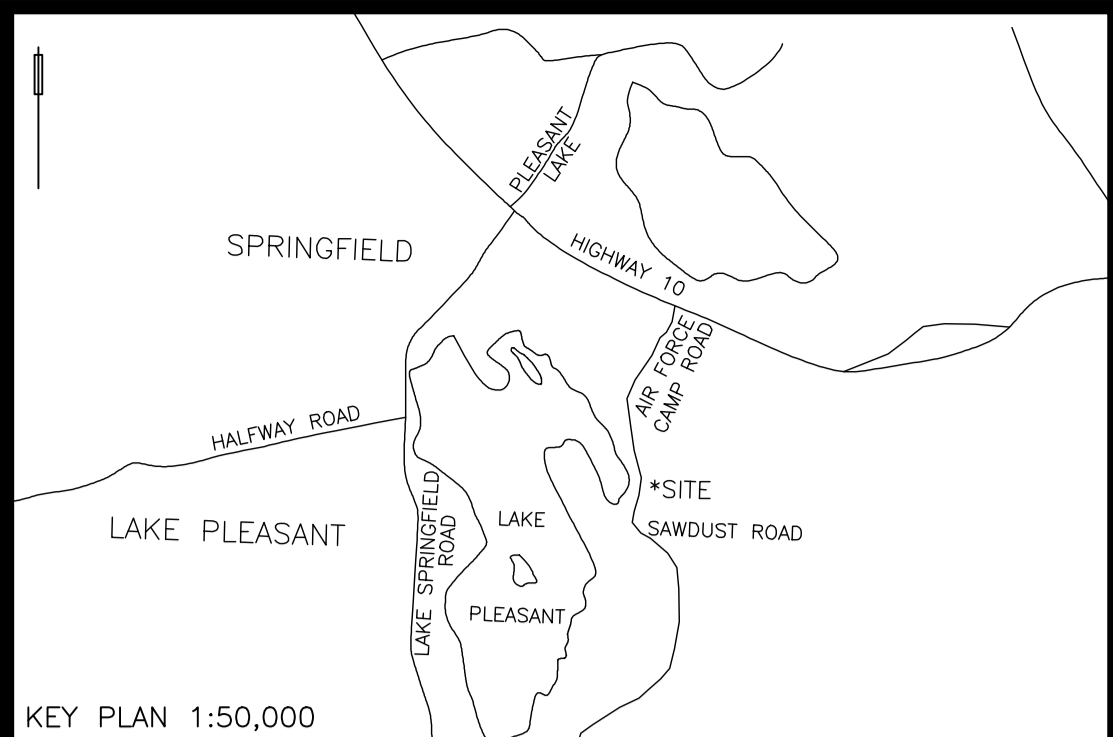 PLEASANT
LAKE
SPRINGFIELD
HIGHWAY 10
AIR FORCE
CAMP ROAD
HALFWAY ROAD
*SITE
LAKE PLEASANT
LAKE SPRINGFIELD
ROAD
LAKE
SAWDUST ROAD
PLEASANT
KEY PLAN 1:50,000